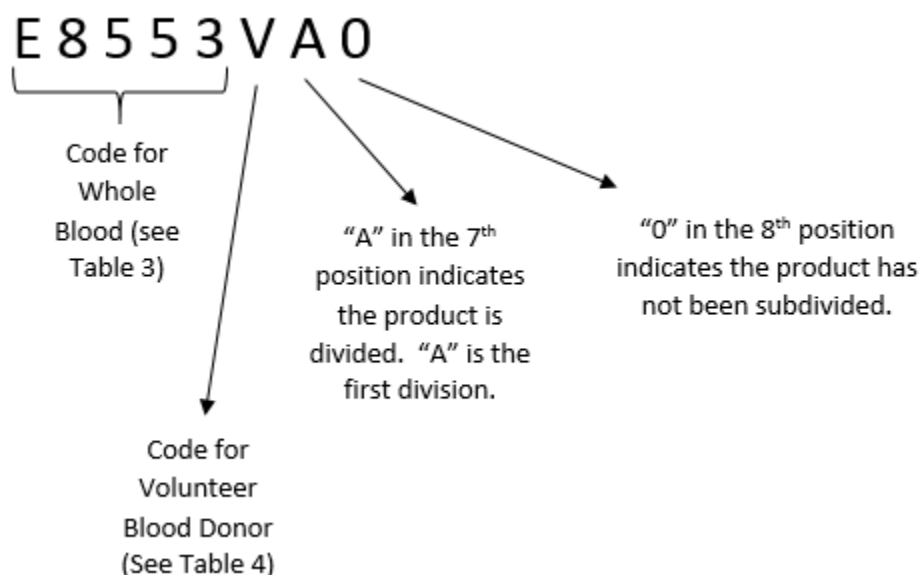 E 8 5 5 3 V A 0
Code for
Whole
Blood (see
Table 3)
“A” in the 7th
position indicates
the product is
divided. “A” is the
first division.
“0” in the 8th position
indicates the product has
not been subdivided.
Code for
Volunteer
Blood Donor
(See Table 4)